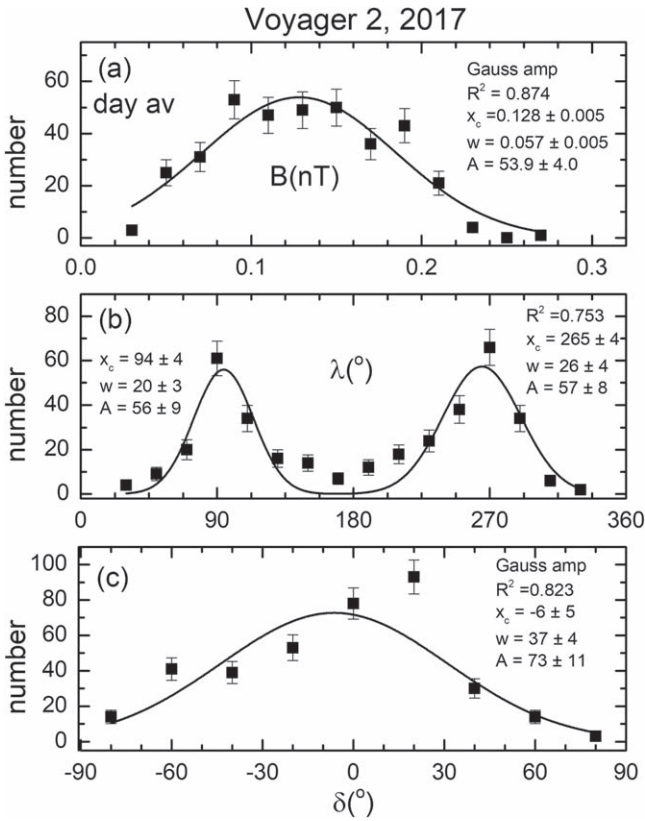 Voyager 2, 2017
(a)
day av
B(nT)
Gauss amp
R² = 0.874
x_c = 0.128 ± 0.005
w = 0.057 ± 0.005
A = 53.9 ± 4.0
number
60
40
20
0
0.0 0.1 0.2 0.3
(b)
λ(°)
x_c = 94 ± 4
w = 20 ± 3
A = 56 ± 9
R² =0.753
x_c = 265 ± 4
w = 26 ± 4
A = 57 ± 8
number
80
60
40
20
0
0 90 180 270 360
(c)
Gauss amp
R² =0.823
x_c = -6 ± 5
w = 37 ± 4
A = 73 ± 11
number
100
80
60
40
20
0
-90 -60 -30 0 30 60 90
δ(°)